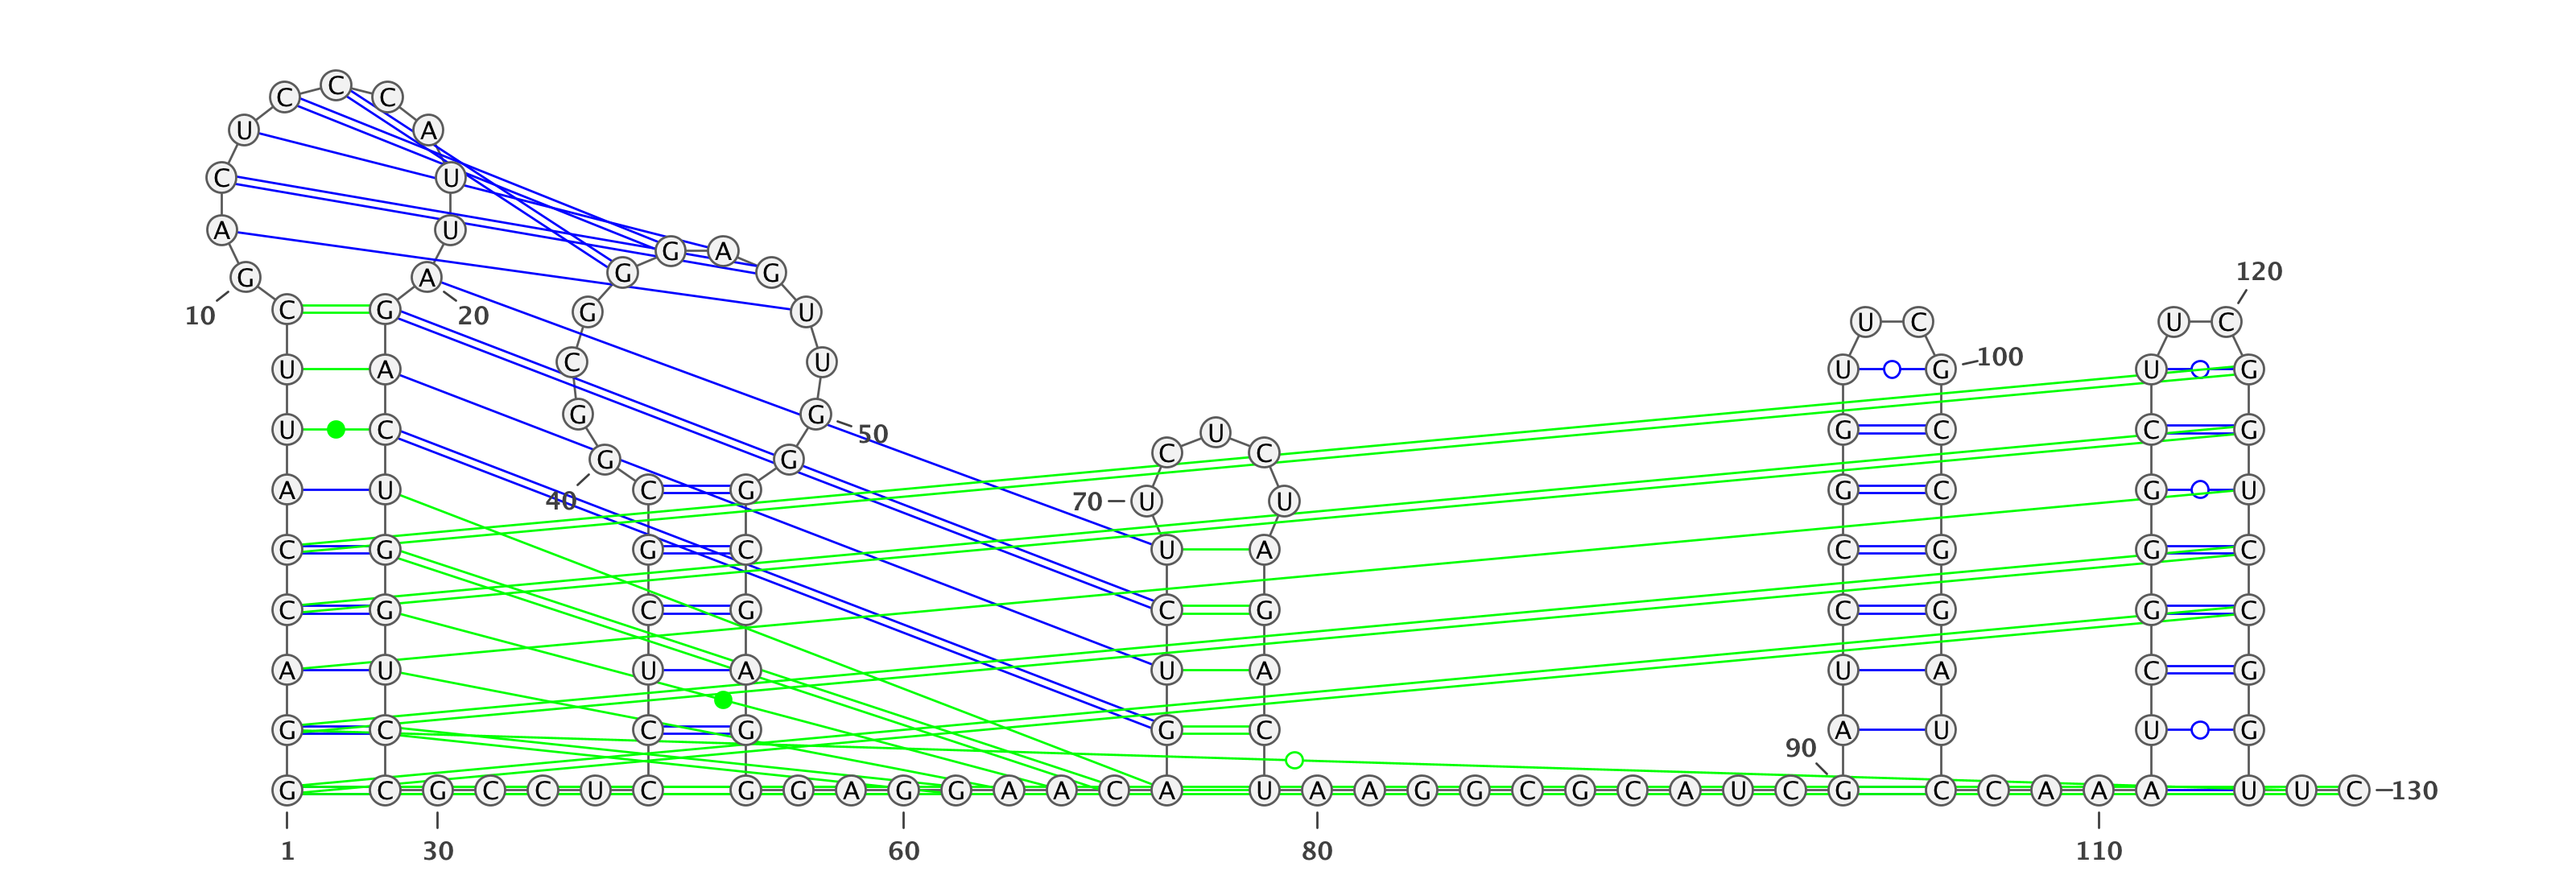 C
C C
U A
C U
A U
G A
G G 120
G A
C G G U
10 20 U C U C
U A C U U G 100 U G
G G
U C 50 U G C C G
G G C C
A U C G G C G U
40 70 U U
C G G C U A C G G C
C G C G C G C G G C
A U U A U A U A C G
G C C G G C A U U G
90
G C G C C U C G G A G G A A C A U A A G G C G C A U C G C C A A A U U C 130
1 30 60 80 110